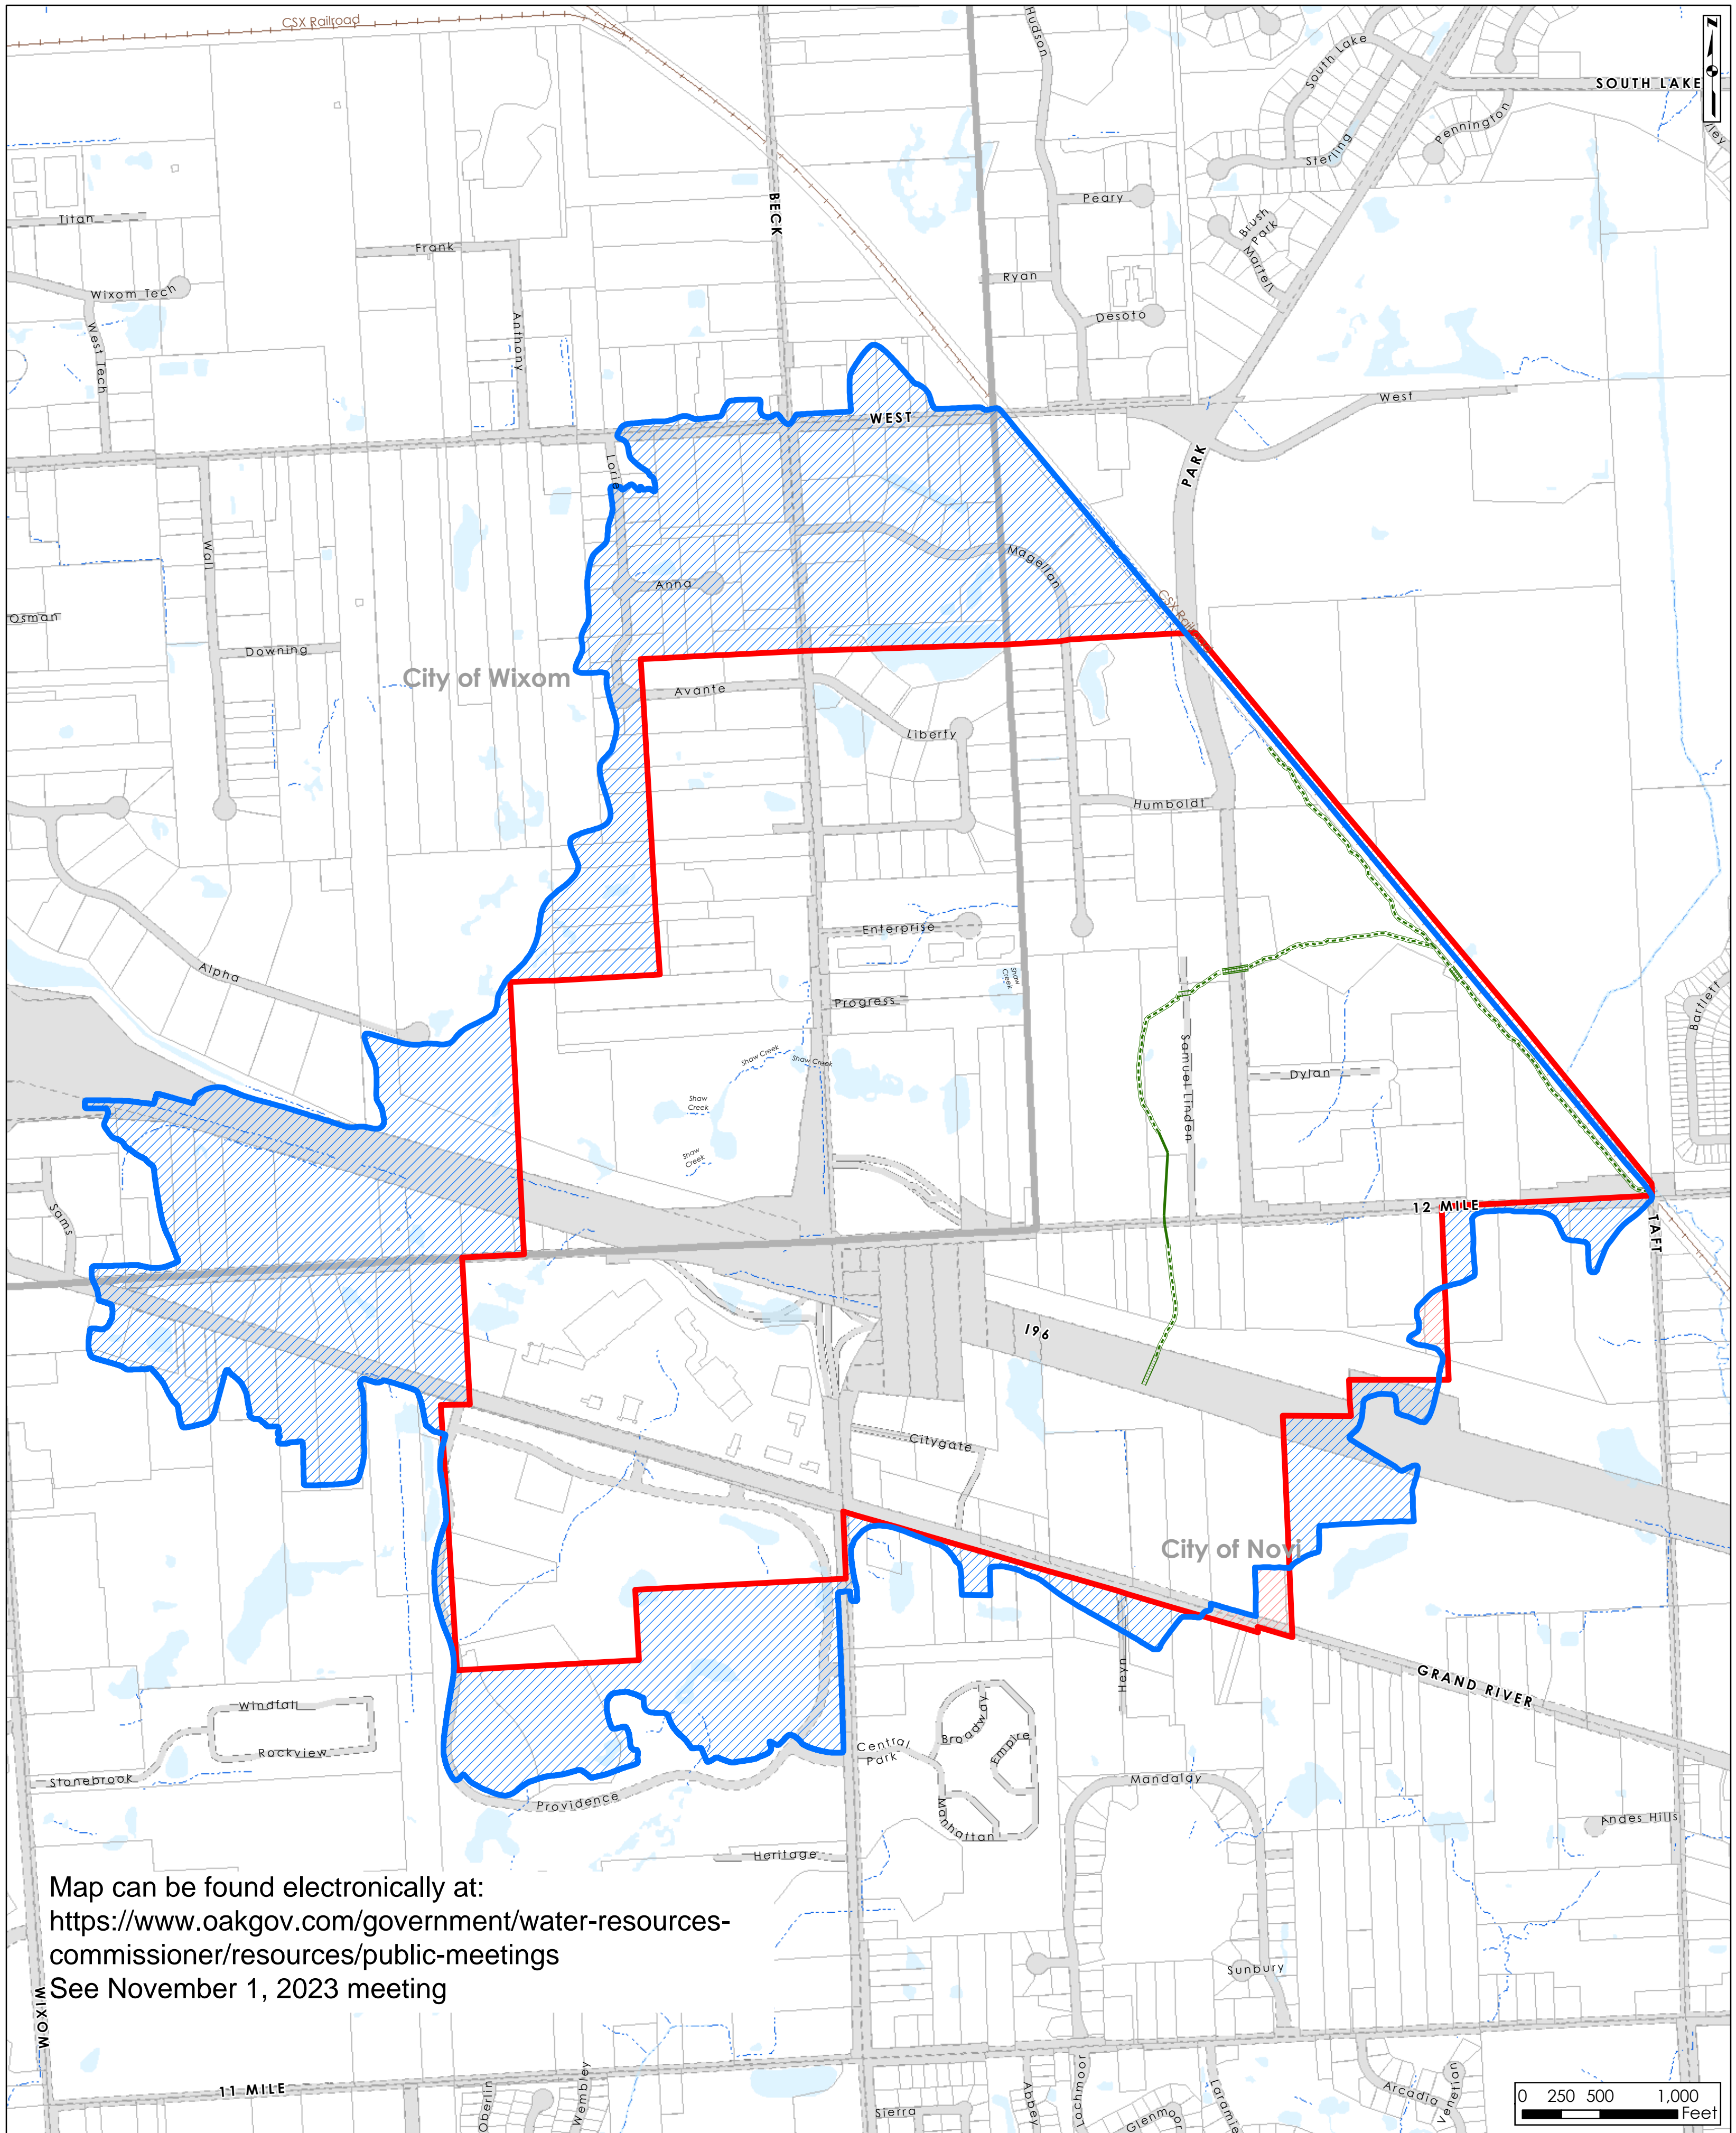 CSX Railroad
Hudson
South Lake
SOUTH LAKE
N
Pennington
Sterling
ley
BECK
Peary
Titan
Brush
Park
Frank
Martell
Ryan
Wixom Tech
Desoto
West Tech
Anthony
West
WEST
PARK
Lorie
Wall
Magellan
Anna
CSX Rail
Osman
Downing
City of Wixom
Avante
Liberty
Humboldt
Enterprise
Alpha
Shaw
Creek
Progress
Bartlett
Shaw Creek
Shaw Creek
Samuel Linden
Dylan
Shaw
Creek
Shaw
Creek
Sams
12 MILE
TAFT
I96
Citygate
City of Novi
Heyn
GRAND RIVER
Windfall
Broadway
Rockview
Central
Park
Empire
Stonebrook
Mandalay
Providence
Manhattan
Andes Hills
Heritage
Map can be found electronically at:
https://www.oakgov.com/government/water-resources-
commissioner/resources/public-meetings
See November 1, 2023 meeting
Sunbury
WIXOM
11 MILE
Oberlin
Wembley
Sierra
Abbey
Lochmoor
Glenmoor
Laramie
Arcadia
Venetian
0 250 500 1,000
Feet